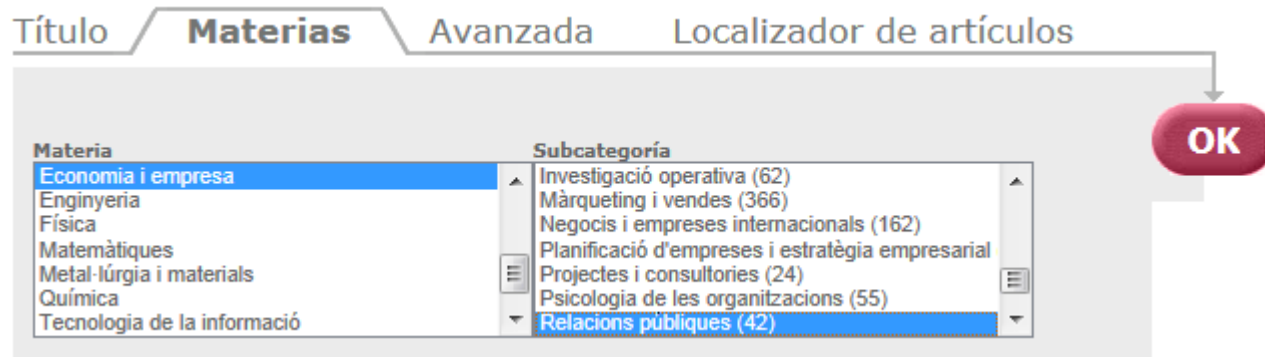 Título Materias Avanzada Localizador de artículos
OK
Materia
Economia i empresa
Enginyeria
Física
Matemàtiques
Metal·lúrgia i materials
Química
Tecnologia de la informació
Subcategoría
Investigació operativa (62)
Màrqueting i vendes (366)
Negocis i empreses internacionals (162)
Planificació d'empreses i estratègia empresarial
Projectes i consultories (24)
Psicologia de les organitzacions (55)
Relacions públiques (42)